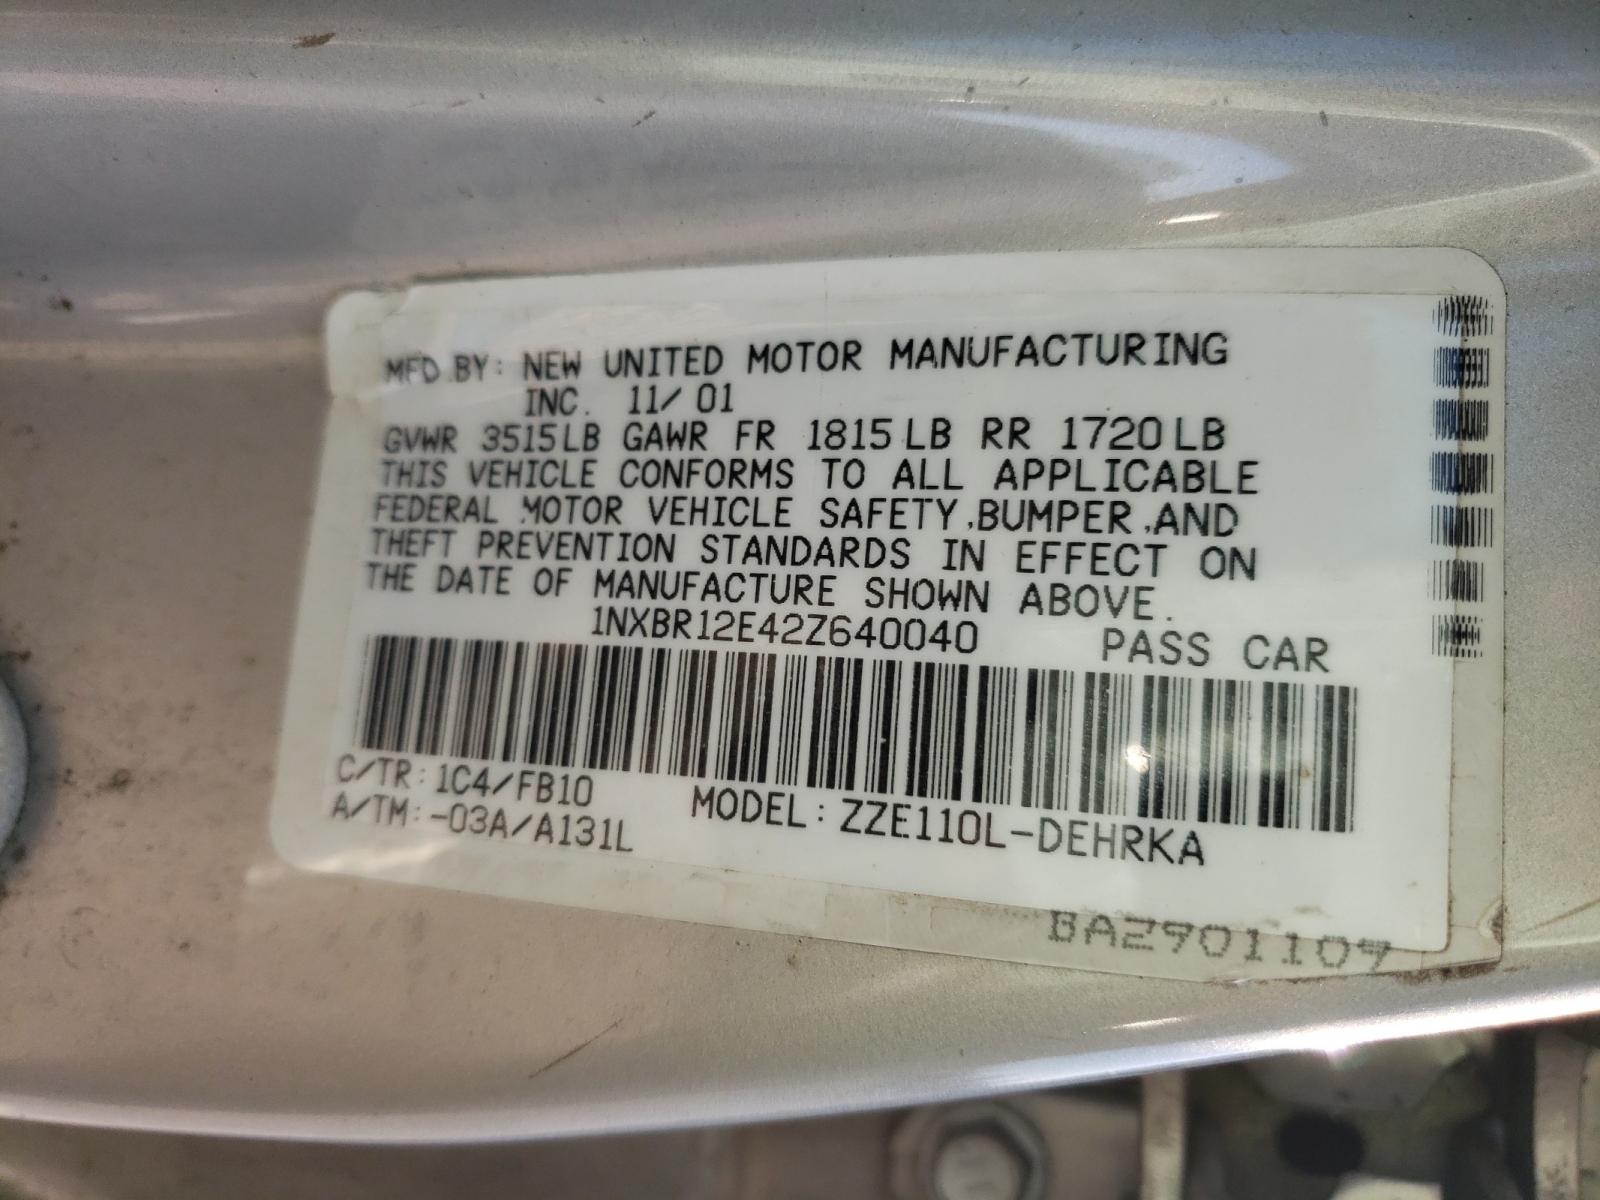 MFD.BY: NEW UNITED MOTOR MANUFACTURING
INC. 11/01
GVWR 3515LB GAWR FR 1815LB RR 1720LB
THIS VEHICLE CONFORMS TO ALL APPLICABLE
FEDERAL MOTOR VEHICLE SAFETY,BUMPER,AND
THEFT PREVENTION STANDARDS IN EFFECT ON
THE DATE OF MANUFACTURE SHOWN ABOVE.
1NXBR12E42Z640040 PASS CAR
C/TR:1C4/FB10
A/TM:-03A/A131L MODEL:ZZE110L-DEHRKA
BAZ901109